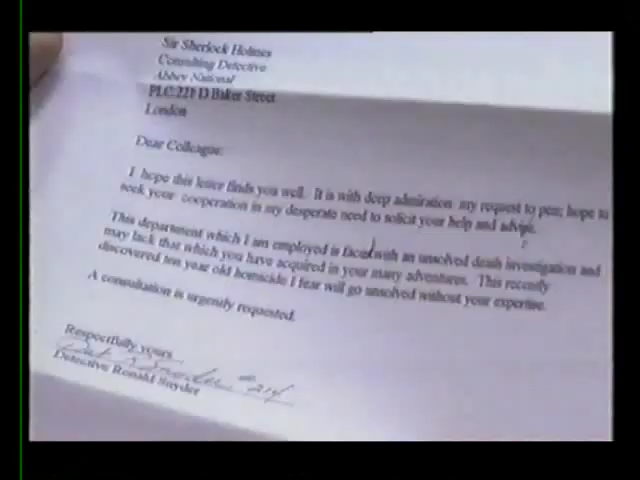 Sir Sherlock Holmes
Consulting Detective
Abbey National
PLC:221 B Baker Street
London
Dear Colleague:
I hope this letter finds you well. It is with deep admiration my request to pen; hope to
seek your cooperation in my desperate need to solicit your help and
This department which I am employed is faced with an unsolved death investigation and
may lack that which you have acquired in your many adventures. This recently
discovered ten year old homicide I fear will go unsolved without your expertise.
A consultation is urgently requested.
Respectfully yours
#214
Detective Ronald Snyder